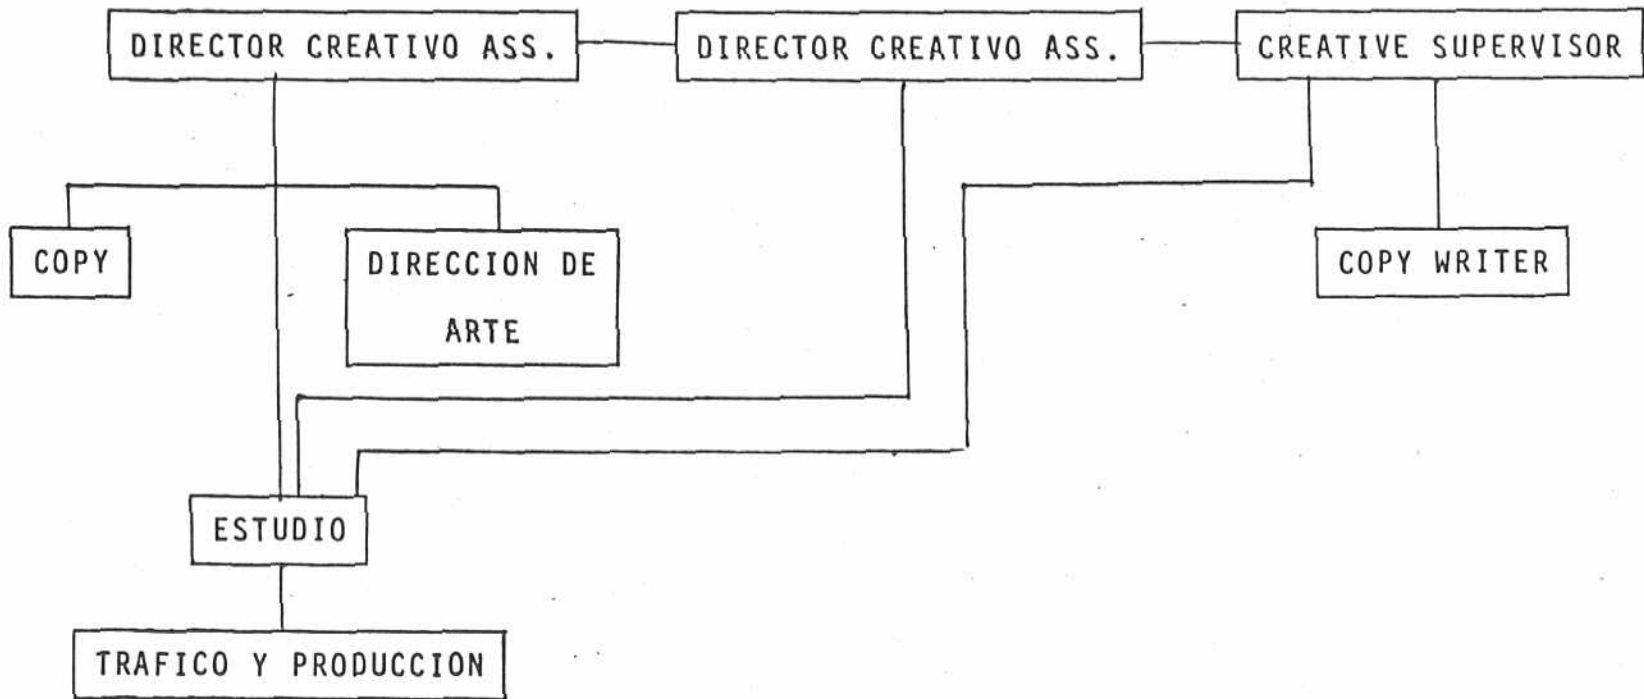 DIRECTOR CREATIVO ASS.
DIRECTOR CREATIVO ASS.
CREATIVE SUPERVISOR
COPY
DIRECCION DE
ARTE
COPY WRITER
ESTUDIO
TRAFICO Y PRODUCCION